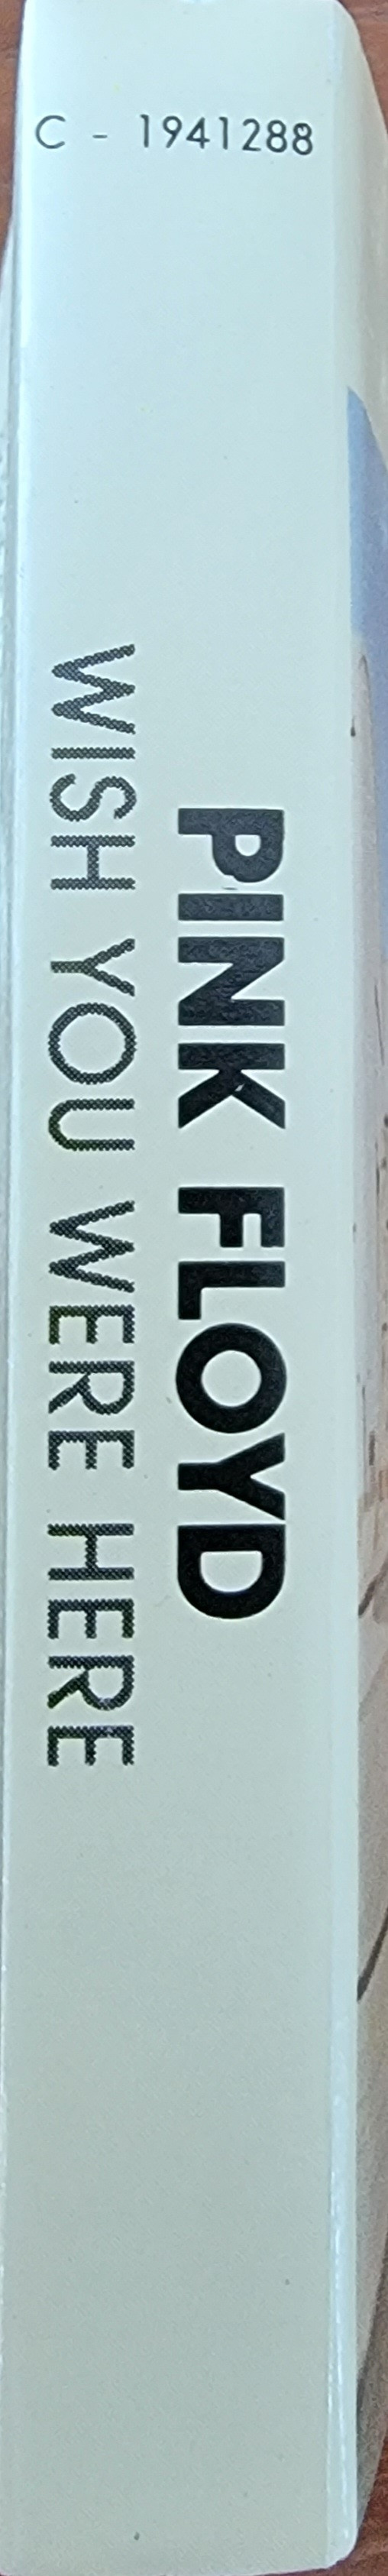 C - 1941288
PINK FLOYD
WISH YOU WERE HERE